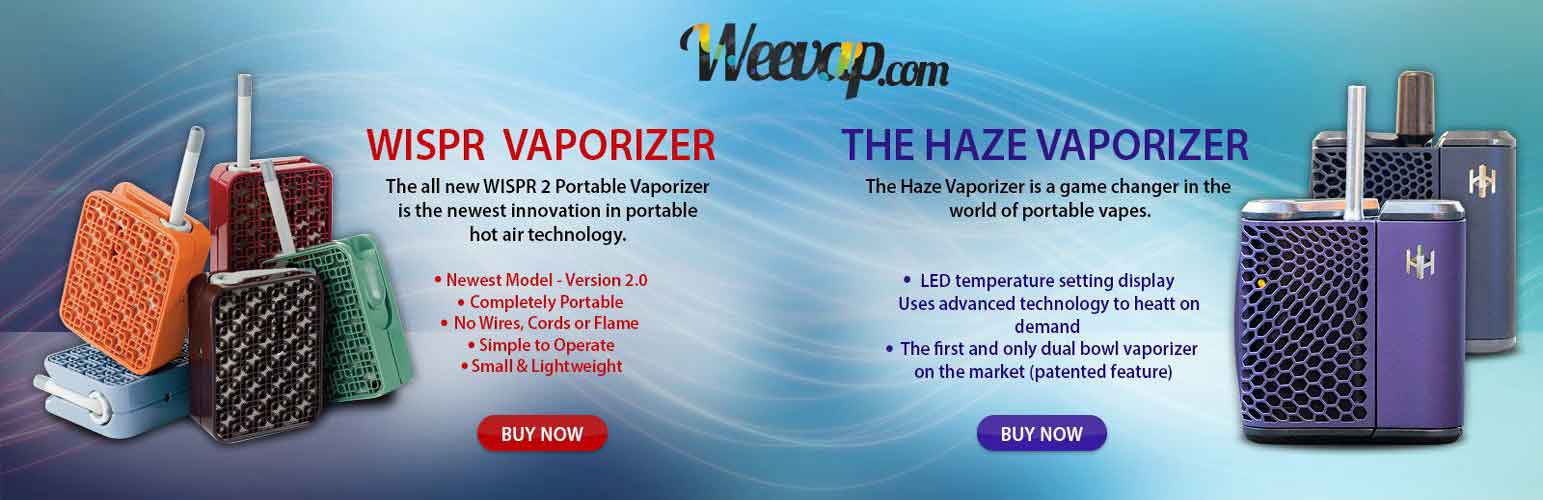 Weevap.com
WISPR VAPORIZER
The all new WISPR 2 Portable Vaporizer
is the newest innovation in portable
hot air technology.
• Newest Model - Version 2.0
• Completely Portable
• No Wires, Cords or Flame
• Simple to Operate
• Small & Lightweight
BUY NOW
THE HAZE VAPORIZER
The Haze Vaporizer is a game changer in the
world of portable vapes.
• LED temperature setting display
Uses advanced technology to heatt on
demand
• The first and only dual bowl vaporizer
on the market (patented feature)
BUY NOW
H
H